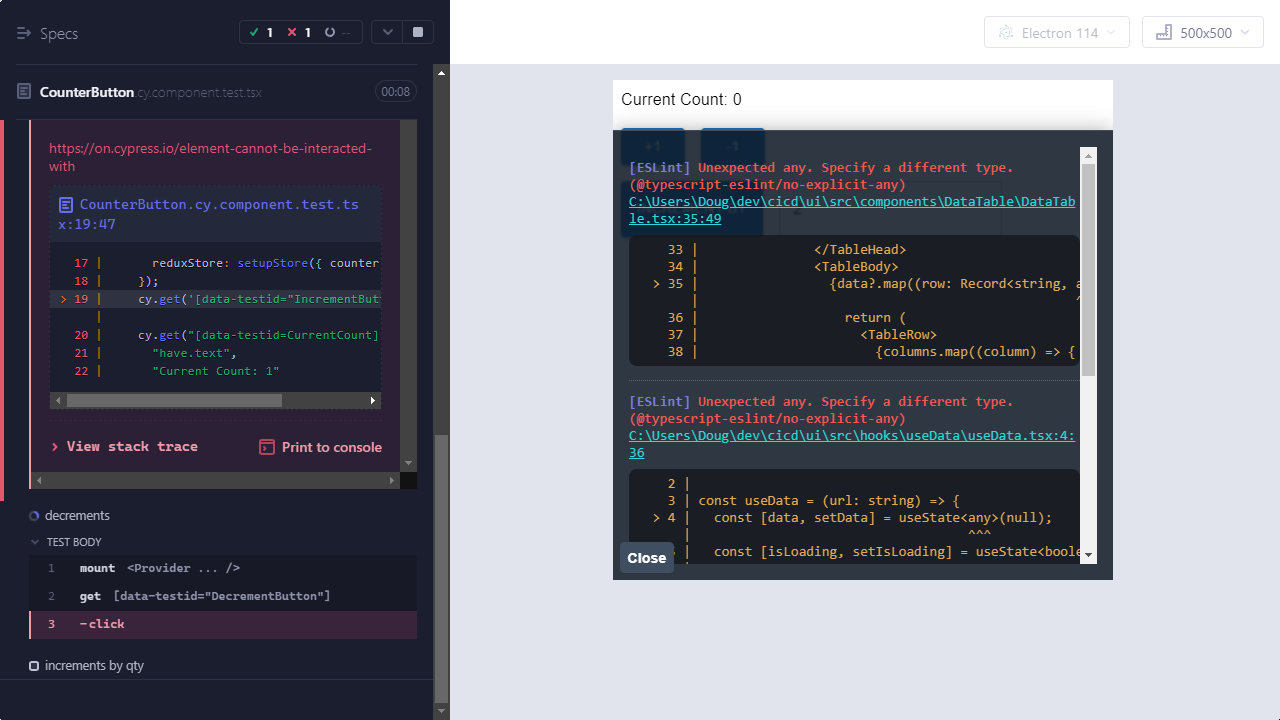 Specs
1 1 --
Electron 114
500x500
CounterButton.cy.component.test.tsx
00:08
https://on.cypress.io/element-cannot-be-interacted-
with
CounterButton.cy.component.test.ts
x:19:47
17 | reduxStore: setupStore({ counter
18 | });
> 19 | cy.get('[data-testid="IncrementBut
|
20 | cy.get("[data-testid=CurrentCount]
21 | "have.text",
22 | "Current Count: 1"
> View stack trace
Print to console
decrements
TEST BODY
1 mount <Provider ... />
2 get [data-testid="DecrementButton"]
3 -click
increments by qty
Current Count: 0
+1 -1
[ESLint] Unexpected any. Specify a different type.
(@typescript-eslint/no-explicit-any)
C:\Users\Doug\dev\cicd\ui\src\components\DataTable\DataTab
le.tsx:35:49
33 | </TableHead>
34 | <TableBody>
> 35 | {data?.map((row: Record<string, a
| ^
36 | return (
37 | <TableRow>
38 | {columns.map((column) => {
[ESLint] Unexpected any. Specify a different type.
(@typescript-eslint/no-explicit-any)
C:\Users\Doug\dev\cicd\ui\src\hooks\useData\useData.tsx:4:
36
2 |
3 | const useData = (url: string) => {
> 4 | const [data, setData] = useState<any>(null);
| ^^^
| const [isLoading, setIsLoading] = useState<boole
Close